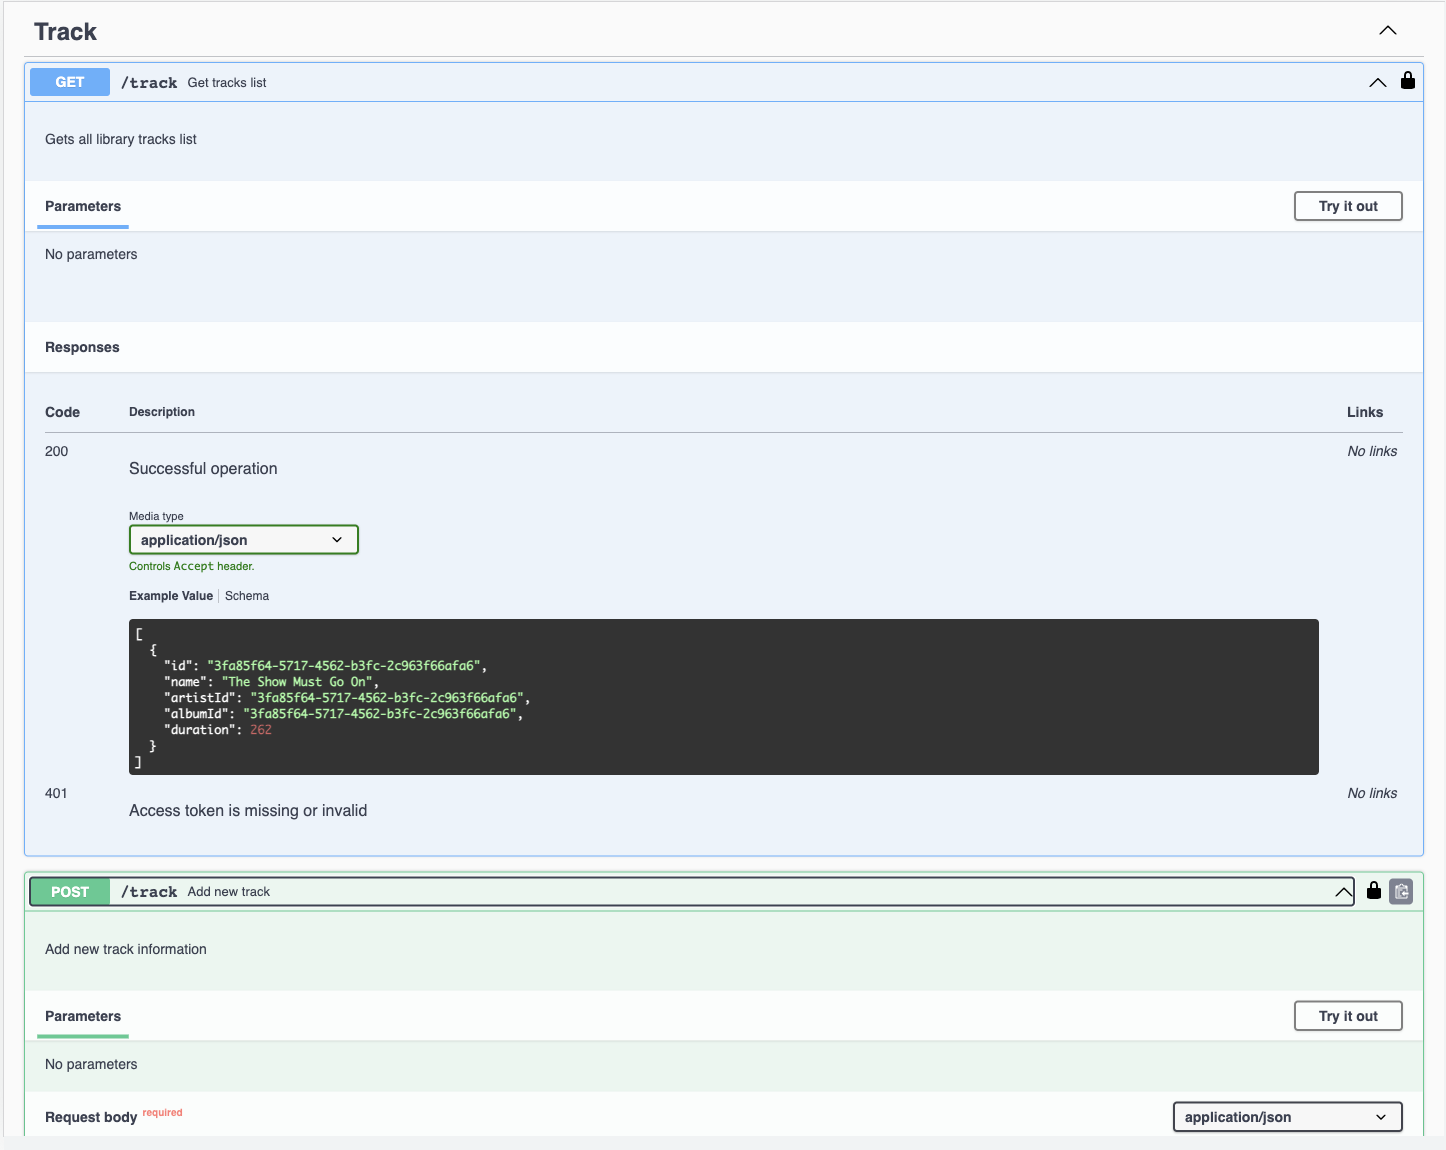 Track
GET /track Get tracks list
Gets all library tracks list
Parameters Try it out
No parameters
Responses
Code Description Links
200 No links
Successful operation
Media type
application/json
Controls Accept header.
Example Value Schema
[
  {
    "id": "3fa85f64-5717-4562-b3fc-2c963f66afa6",
    "name": "The Show Must Go On",
    "artistId": "3fa85f64-5717-4562-b3fc-2c963f66afa6",
    "albumId": "3fa85f64-5717-4562-b3fc-2c963f66afa6",
    "duration": 262
  }
]
401 No links
Access token is missing or invalid
POST /track Add new track
Add new track information
Parameters Try it out
No parameters
Request body required application/json